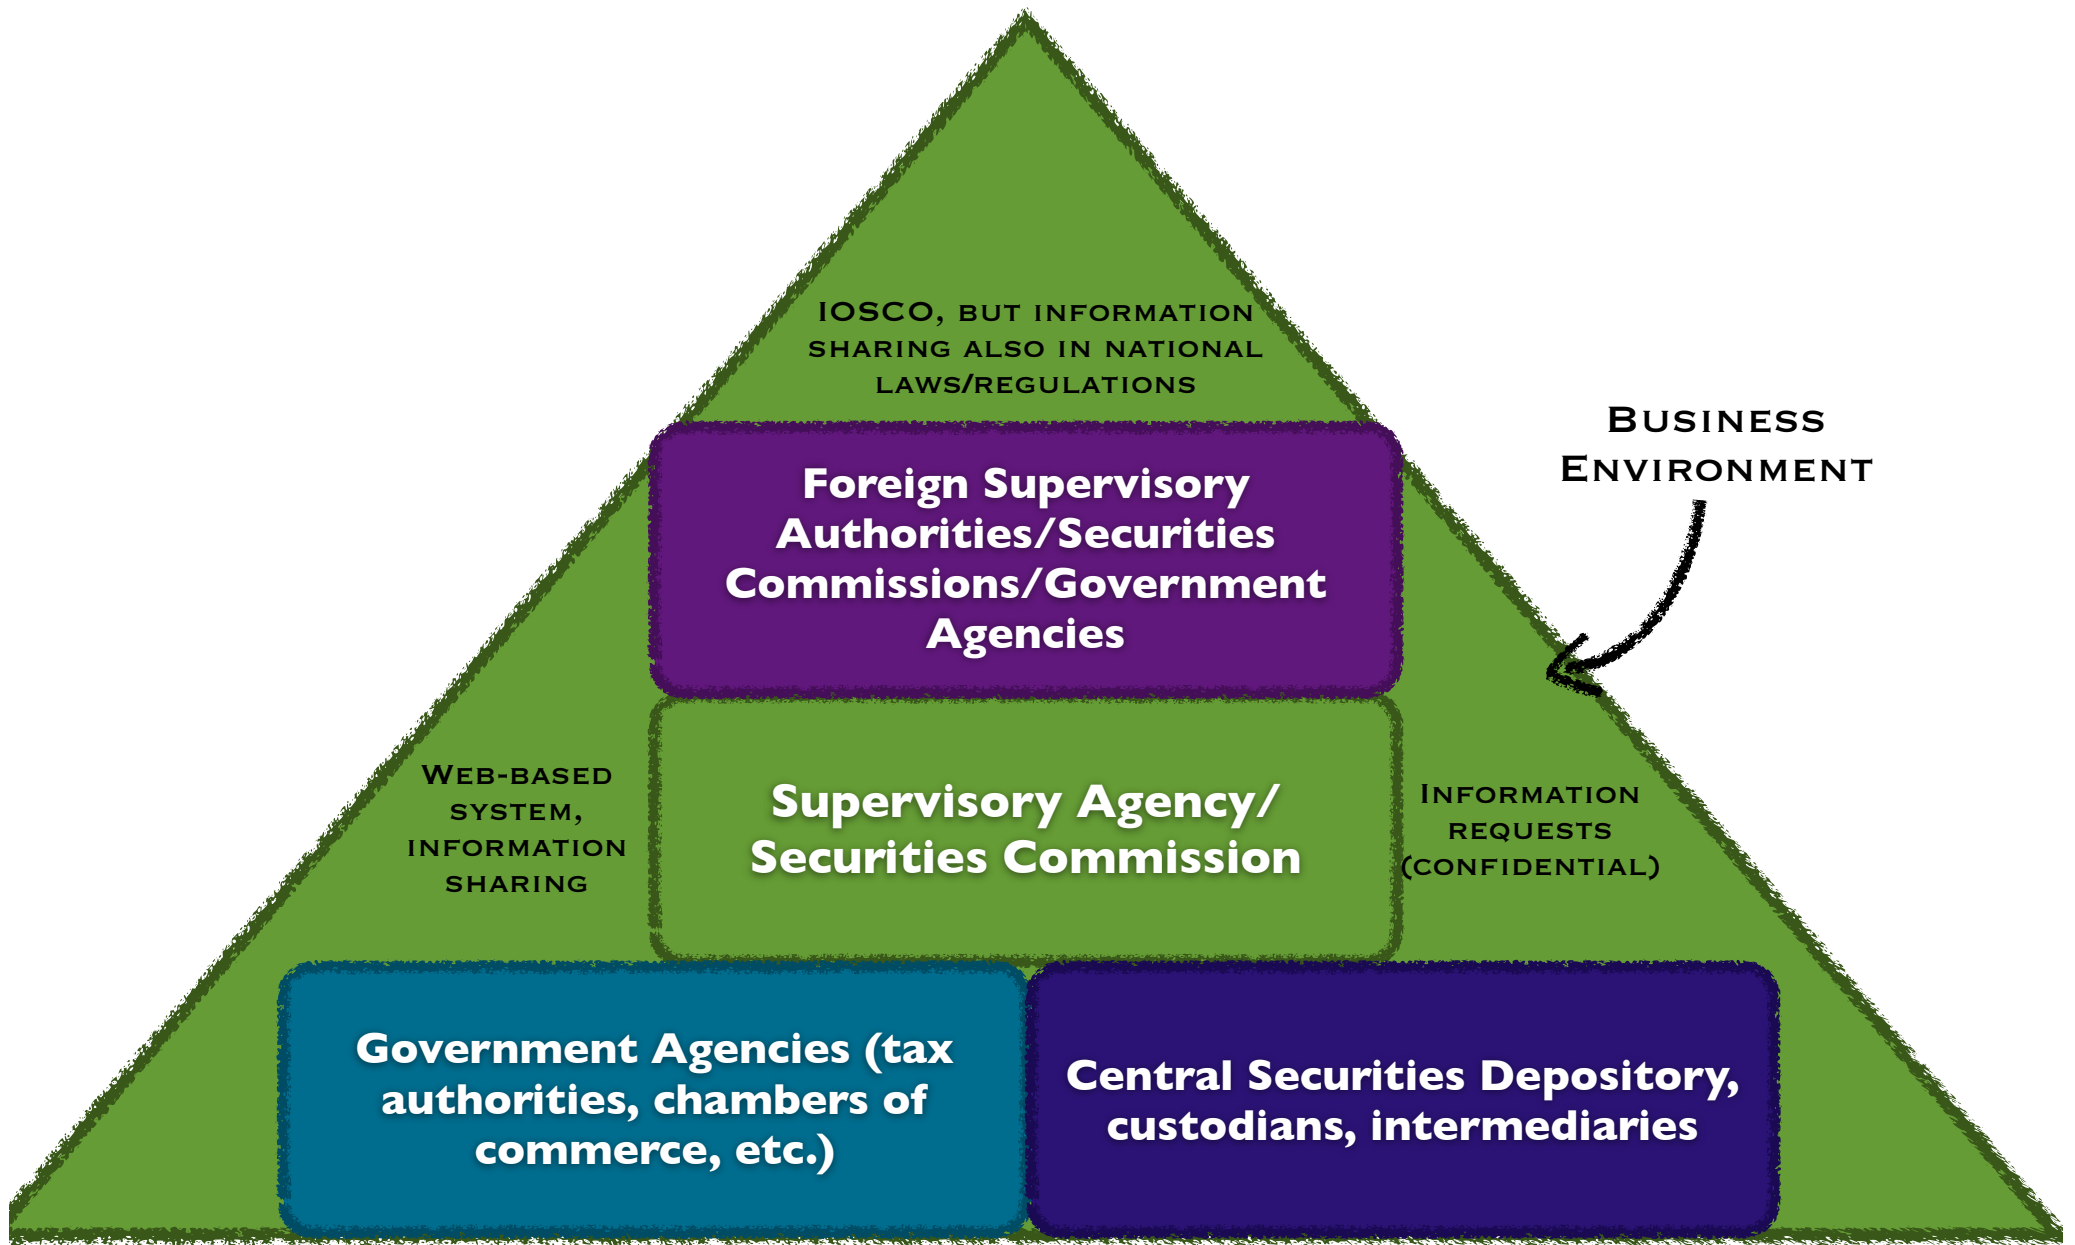 IOSCO, but information
sharing also in national
laws/regulations
Business
Environment
Foreign Supervisory
Authorities/Securities
Commissions/Government
Agencies
Web-based
system,
information
sharing
Supervisory Agency/
Securities Commission
Information
requests
(confidential)
Government Agencies (tax
authorities, chambers of
commerce, etc.)
Central Securities Depository,
custodians, intermediaries